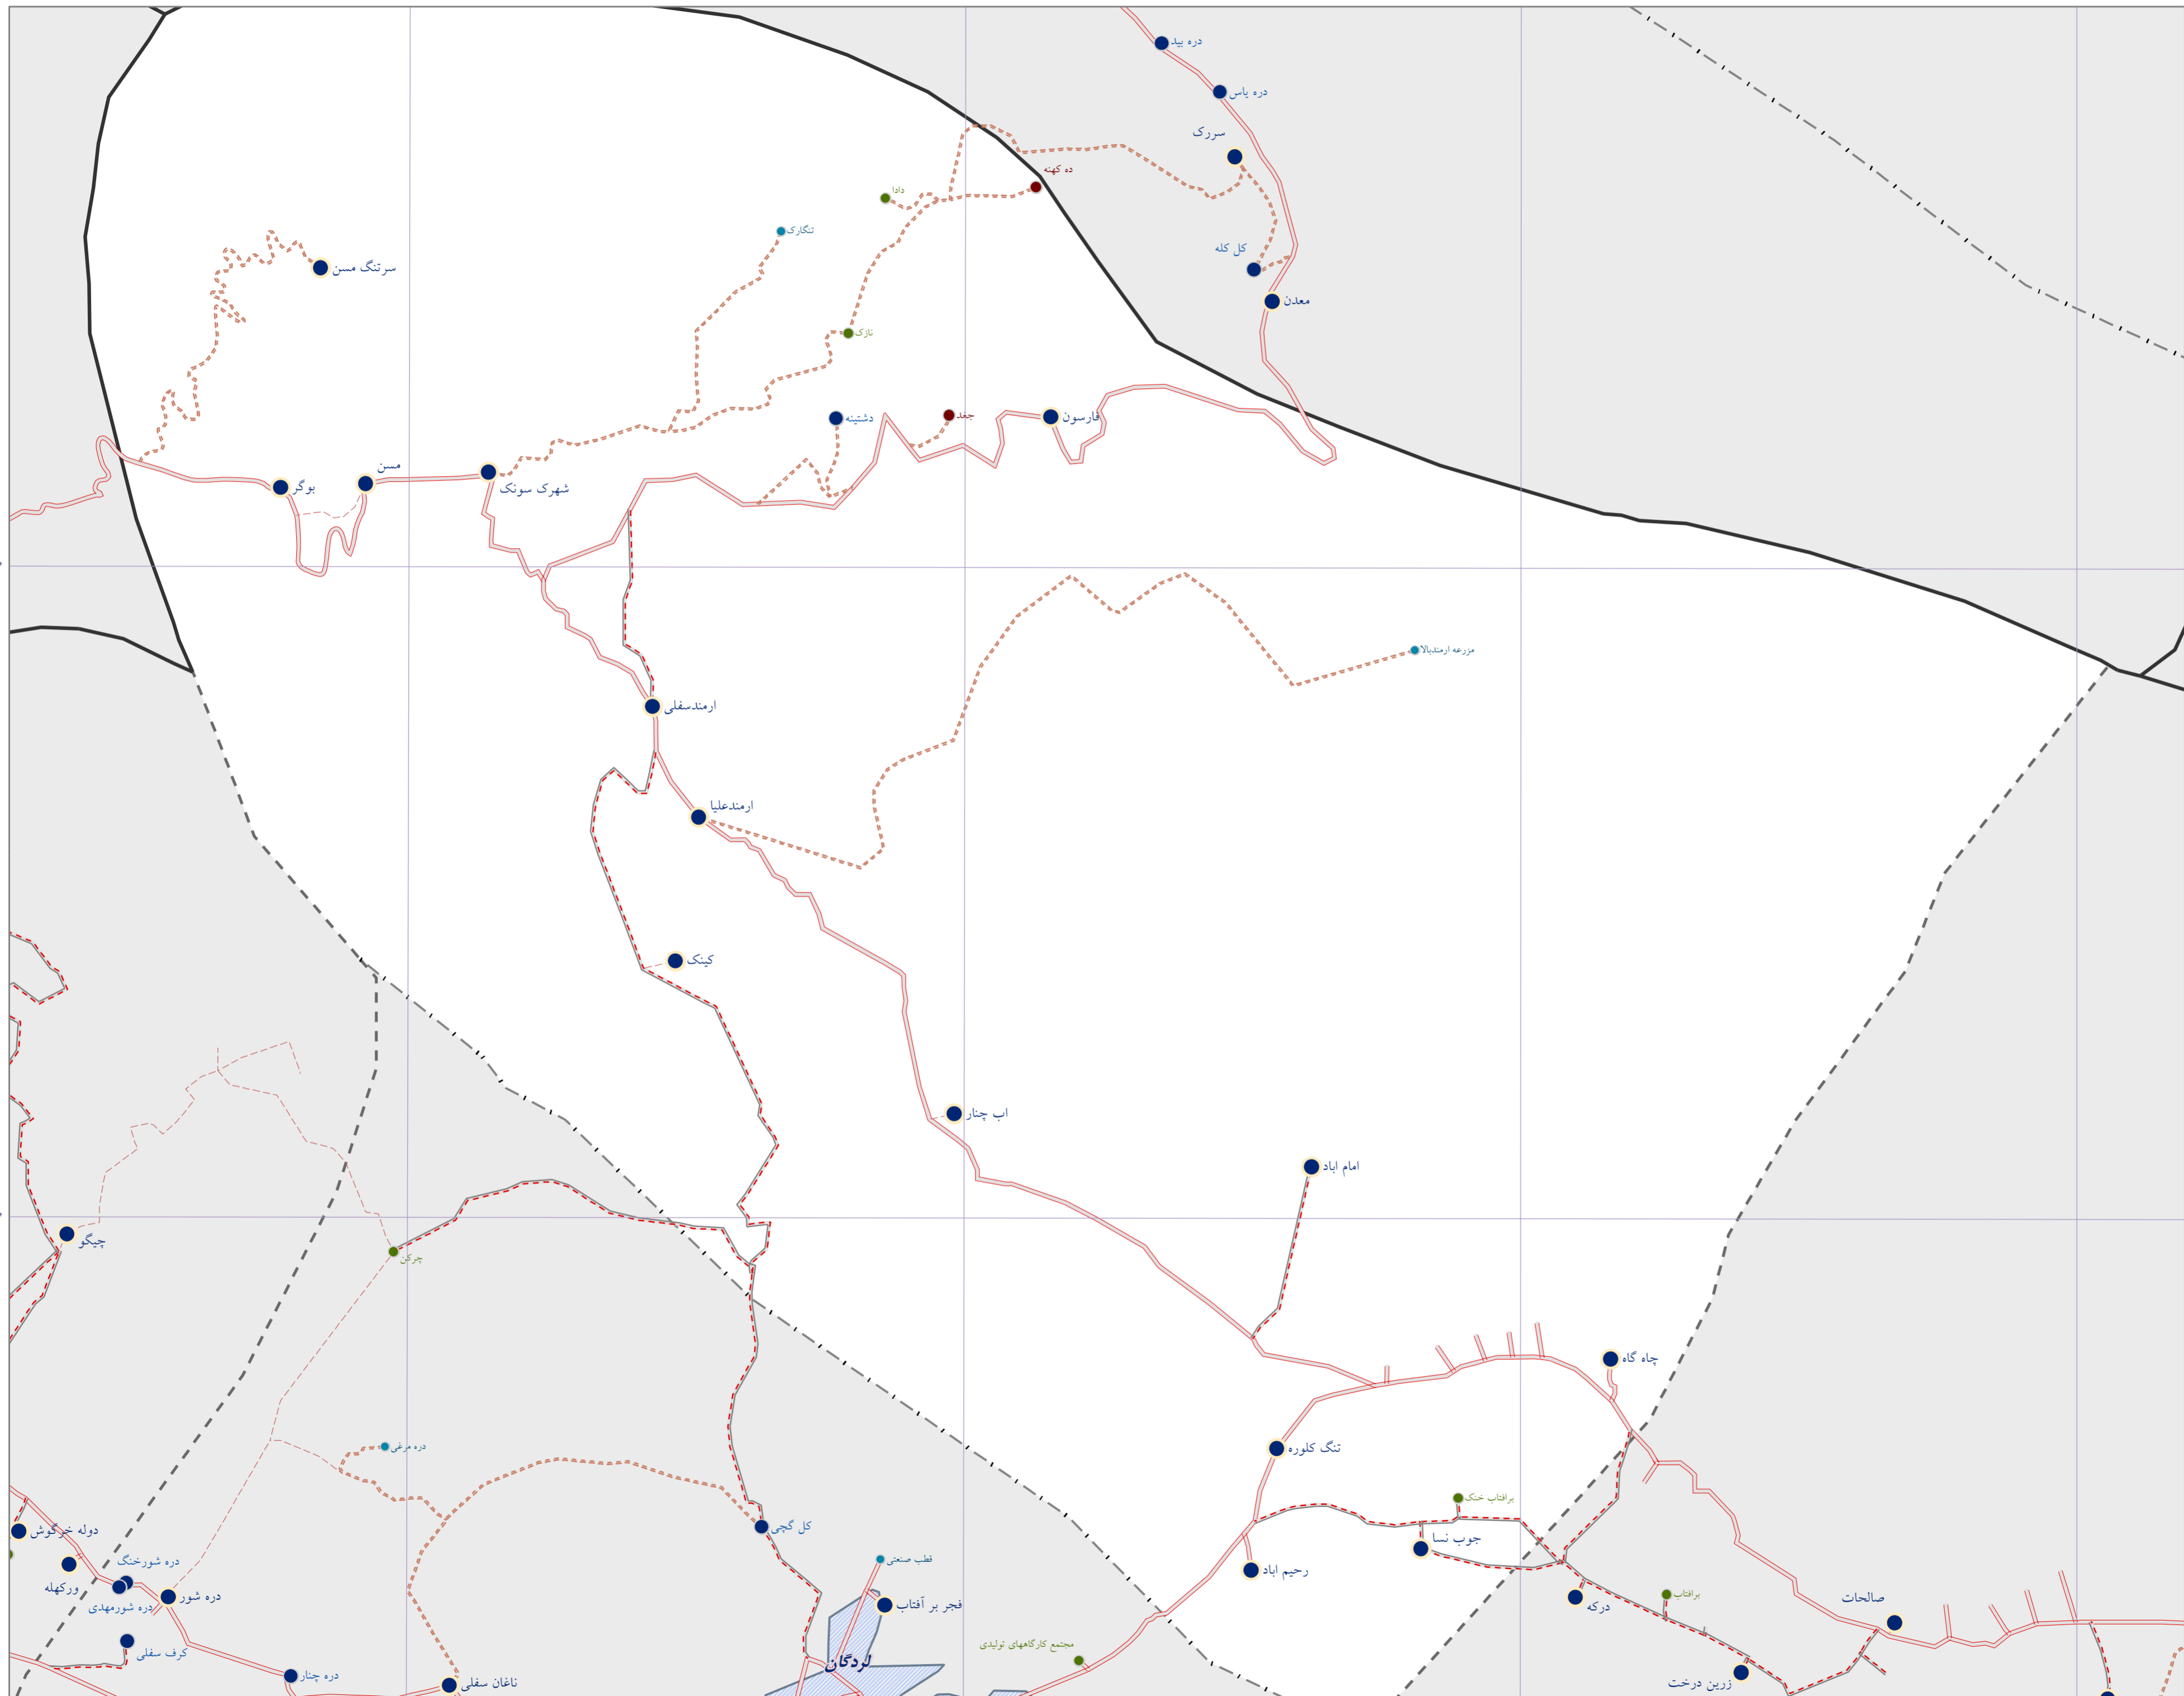 دره بید
دره یاس
سررک
ده کهنه
دادا
تنگارک
کل کله
سرتنگ مسن
معدن
نازک
جغد
فارسون
دشتینه
مسن
بوگر
شهرک سونک
مزرعه ارمندبالا
ارمندسفلی
ارمندعلیا
کینک
اب چنار
امام اباد
چیگو
چرکن
چاه گاه
دره مرغی
تنگ کلوره
برافتاب خنک
کل گچی
دوله خرگوش
جوب نسا
دره شورخنگ
قطب صنعتی
رحیم اباد
ورکهله
دره شور
برافتاب
دره شورمهدی
فجر بر آفتاب
درکه
صالحات
مجتمع کارگاههای تولیدی
کرف سفلی
لردگان
دره چنار
ناغان سفلی
زرین درخت